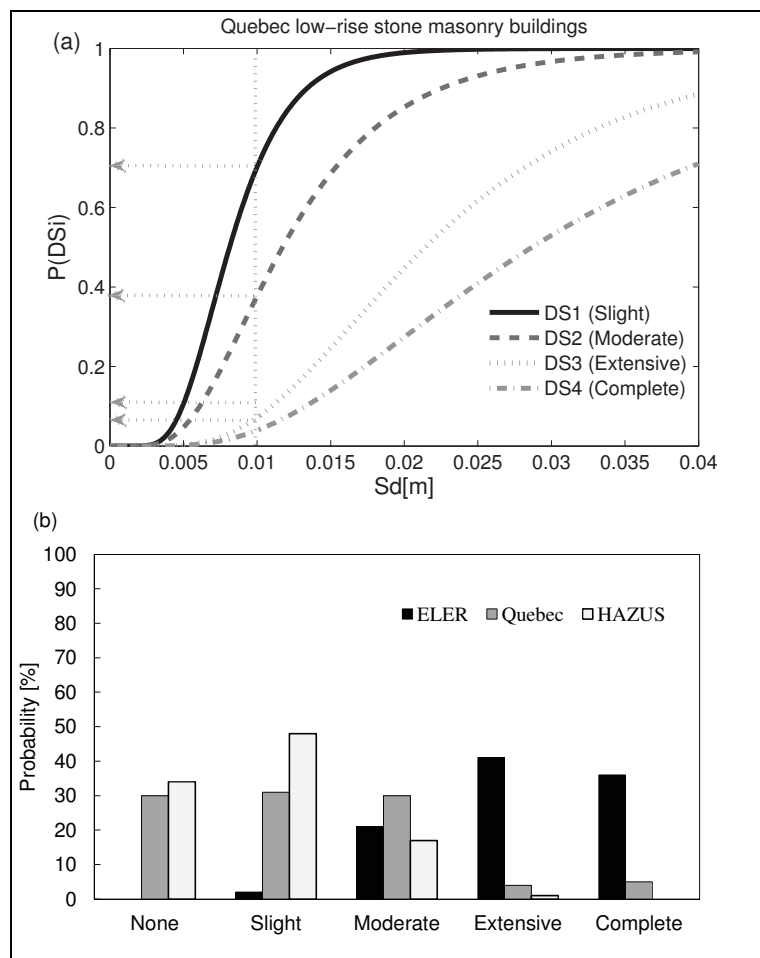 Quebec low−rise stone masonry buildings
(a)
1
0.8
0.6
0.4
0.2
0
P(DSi)
DS1 (Slight)
DS2 (Moderate)
DS3 (Extensive)
DS4 (Complete)
0 0.005 0.01 0.015 0.02 0.025 0.03 0.035 0.04
Sd[m]
(b)
100
90
80
70
60
50
40
30
20
10
0
Probability [%]
ELER Quebec HAZUS
None Slight Moderate Extensive Complete